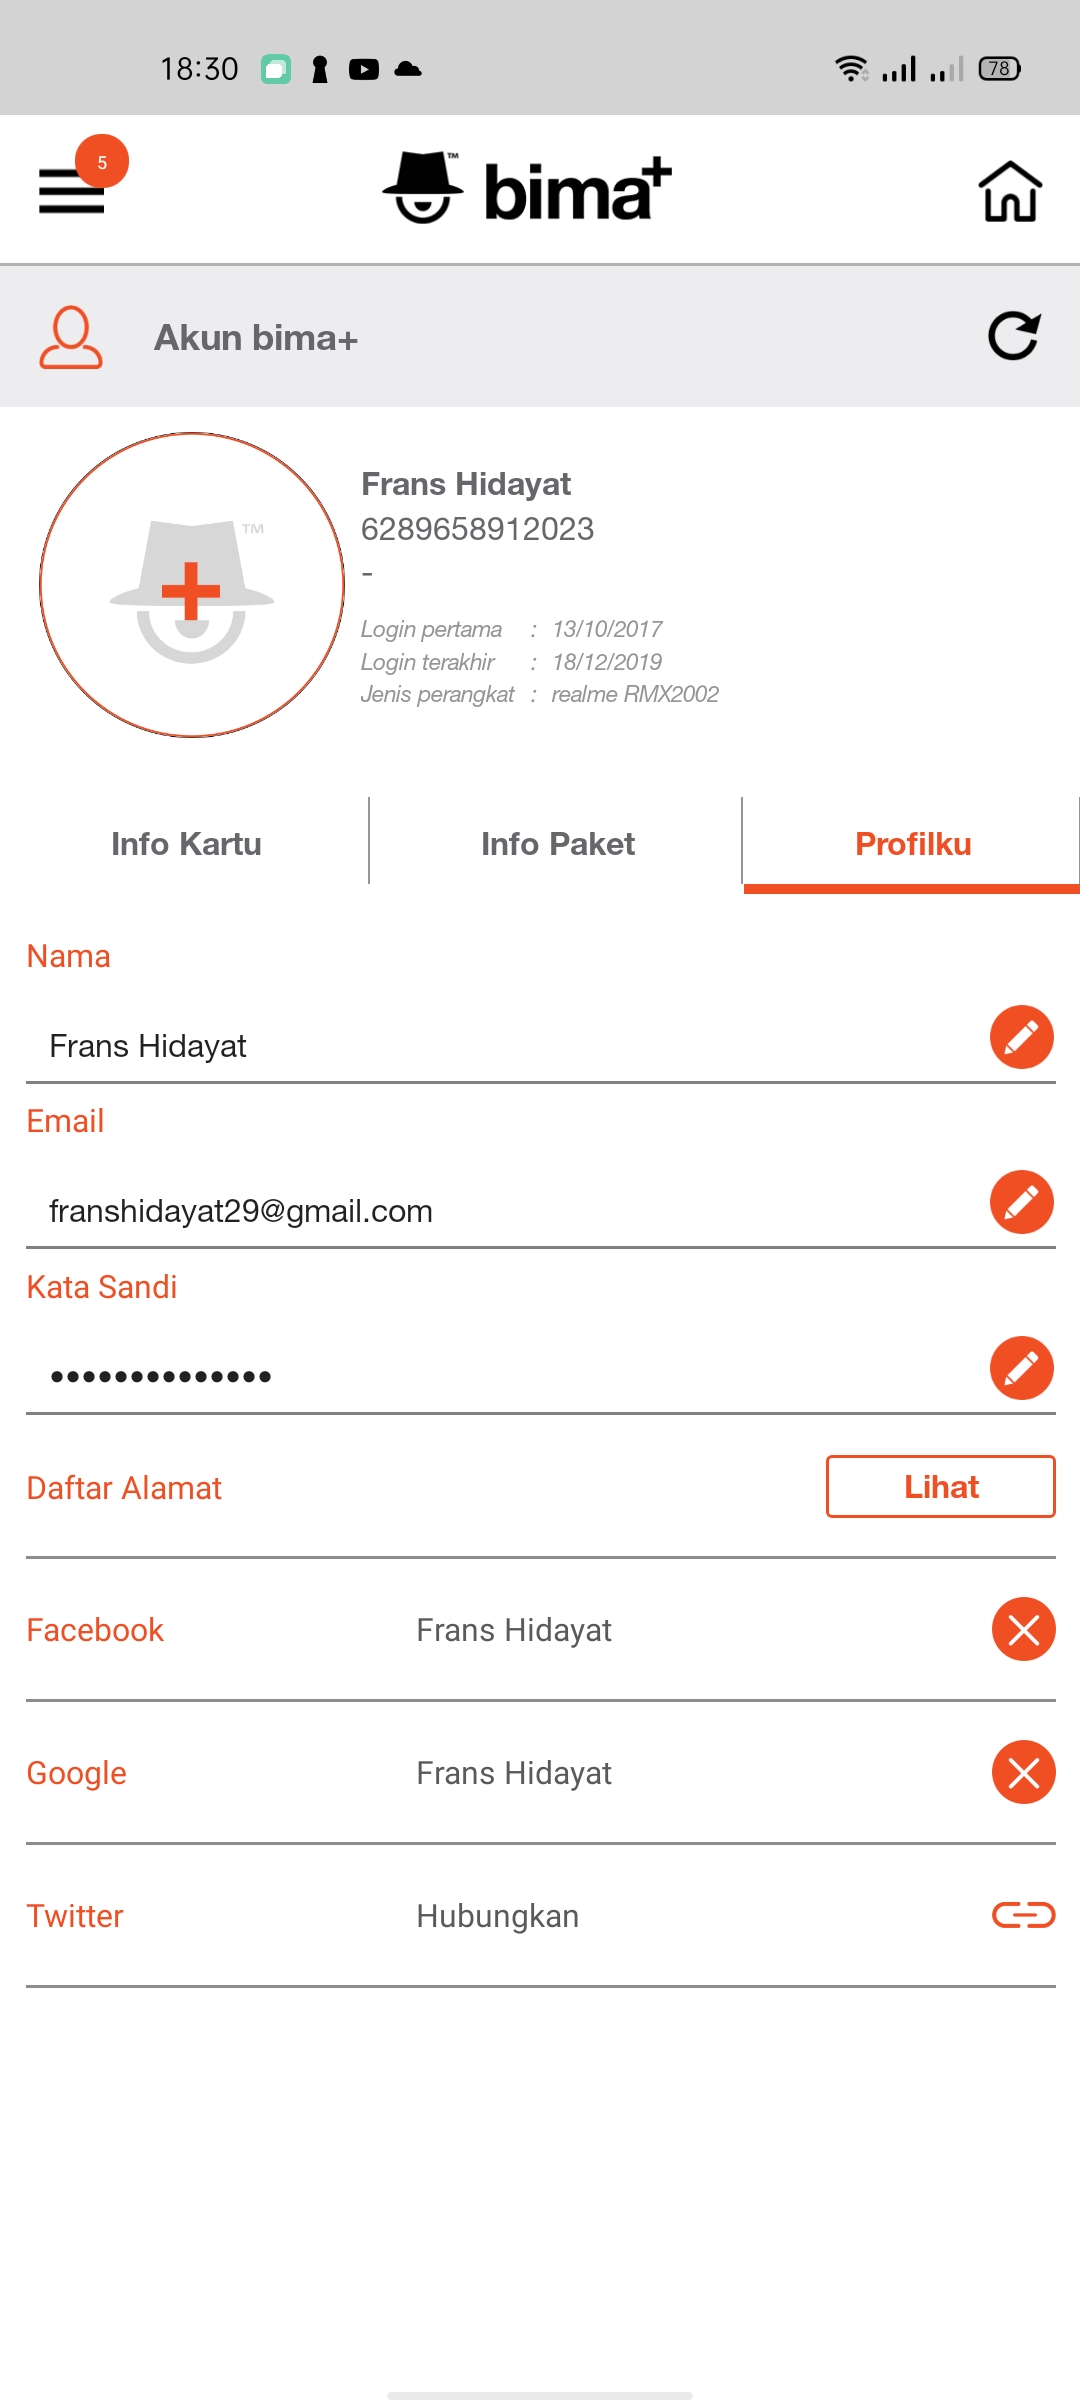 18:30
78
5
™ bima+
Akun bima+
TM
Frans Hidayat
6289658912023
-
Login pertama : 13/10/2017
Login terakhir : 18/12/2019
Jenis perangkat : realme RMX2002
Info Kartu Info Paket Profilku
Nama
Frans Hidayat
Email
franshidayat29@gmail.com
Kata Sandi
••••••••••••••
Daftar Alamat Lihat
Facebook Frans Hidayat
Google Frans Hidayat
Twitter Hubungkan